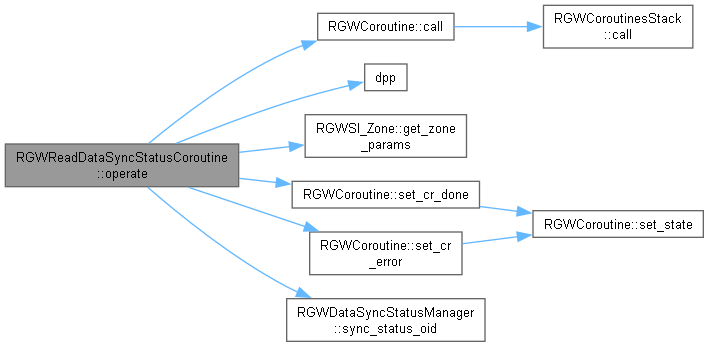 RGWCoroutine::call
RGWCoroutinesStack
::call
dpp
RGWSI_Zone::get_zone
_params
RGWReadDataSyncStatusCoroutine
::operate
RGWCoroutine::set_cr_done
RGWCoroutine::set_state
RGWCoroutine::set_cr
_error
RGWDataSyncStatusManager
::sync_status_oid